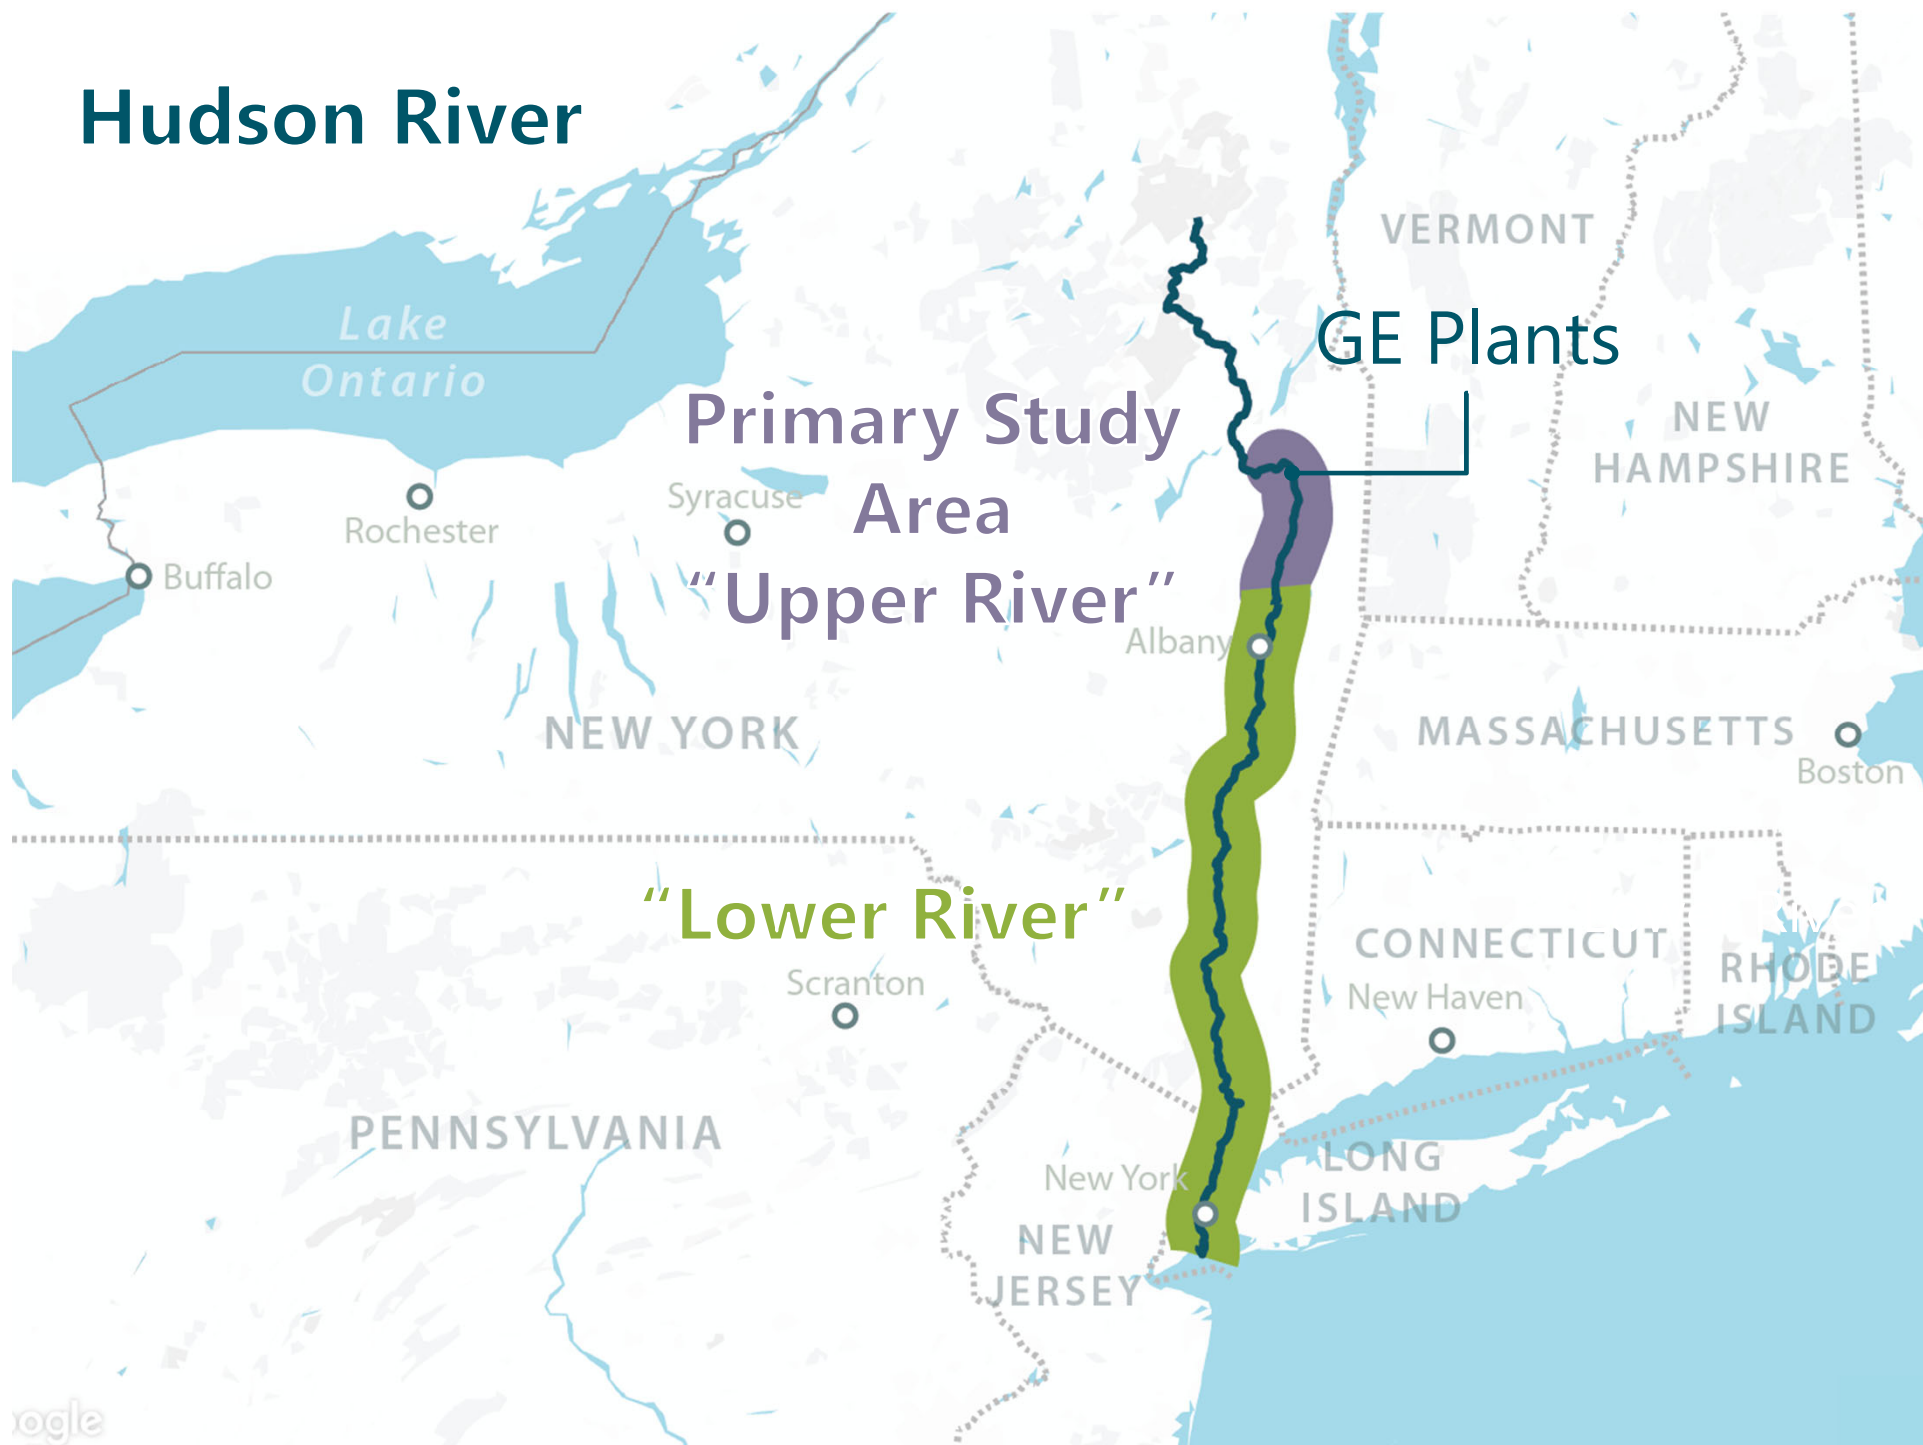 Hudson River
VERMONT
Lake
Ontario
GE Plants
Primary Study
Area
“Upper River”
NEW
HAMPSHIRE
Syracuse
Rochester
Buffalo
Albany
NEW YORK
MASSACHUSETTS
Boston
“Lower River”
CONNECTICUT
RHODE
ISLAND
Scranton
New Haven
PENNSYLVANIA
LONG
ISLAND
New York
NEW
JERSEY
ogle